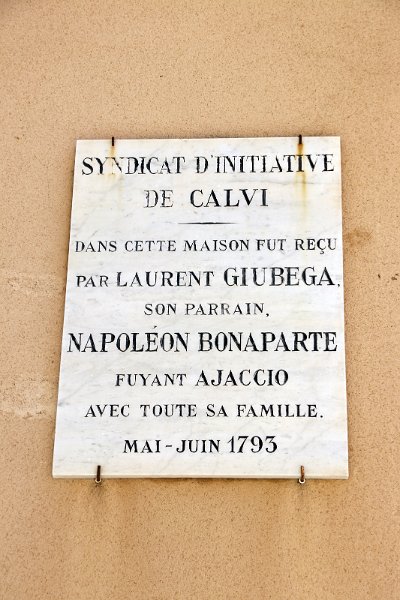 SYNDICAT D'INITIATIVE
DE CALVI
DANS CETTE MAISON FUT REÇU
PAR LAURENT GIUBEGA,
SON PARRAIN,
NAPOLÉON BONAPARTE
FUYANT AJACCIO
AVEC TOUTE SA FAMILLE.
MAI-JUIN 1793